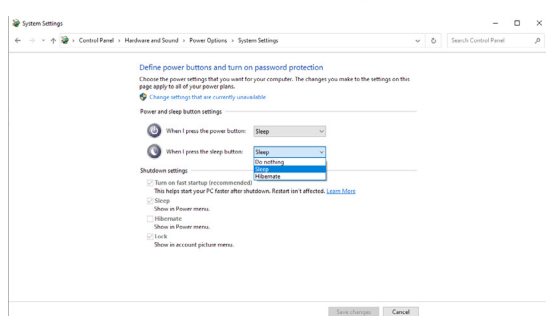 System Settings
Control Panel > Hardware and Sound > Power Options > System Settings
Search Control Panel
Define power buttons and turn on password protection
Choose the power settings that you want for your computer. The changes you make to the settings on this
page apply to all of your power plans.
Change settings that are currently unavailable
Power and sleep button settings
When I press the power button: Sleep
When I press the sleep button: Sleep
Do nothing
Sleep
Hibernate
Shutdown settings
Turn on fast startup (recommended)
This helps start your PC faster after shutdown. Restart isn't affected. Learn More
Sleep
Show in Power menu.
Hibernate
Show in Power menu.
Lock
Show in account picture menu.
Save changes Cancel